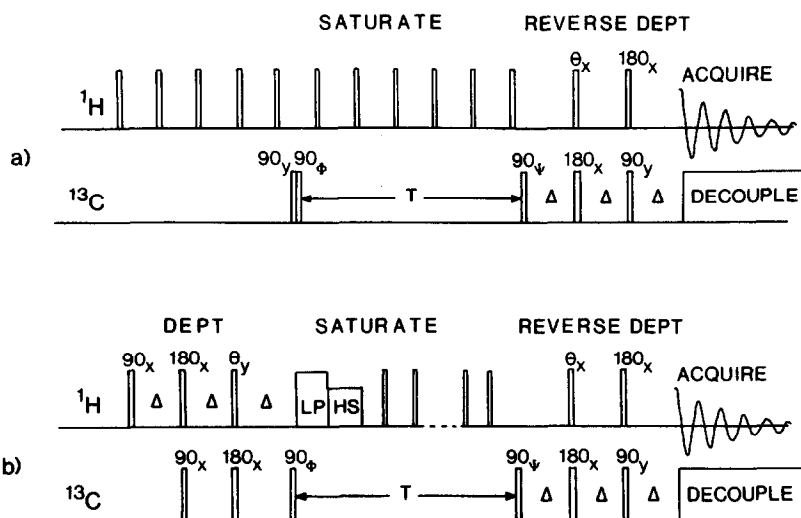 SATURATE REVERSE DEPT
θx 180x
ACQUIRE
¹H
a)
90y 90Φ 90ψ 180x 90y
T Δ Δ Δ
¹³C DECOUPLE
DEPT SATURATE REVERSE DEPT
90x 180x θy θx 180x
ACQUIRE
¹H Δ Δ Δ LP HS
b)
90x 180x 90Φ 90ψ 180x 90y
T Δ Δ Δ
¹³C DECOUPLE